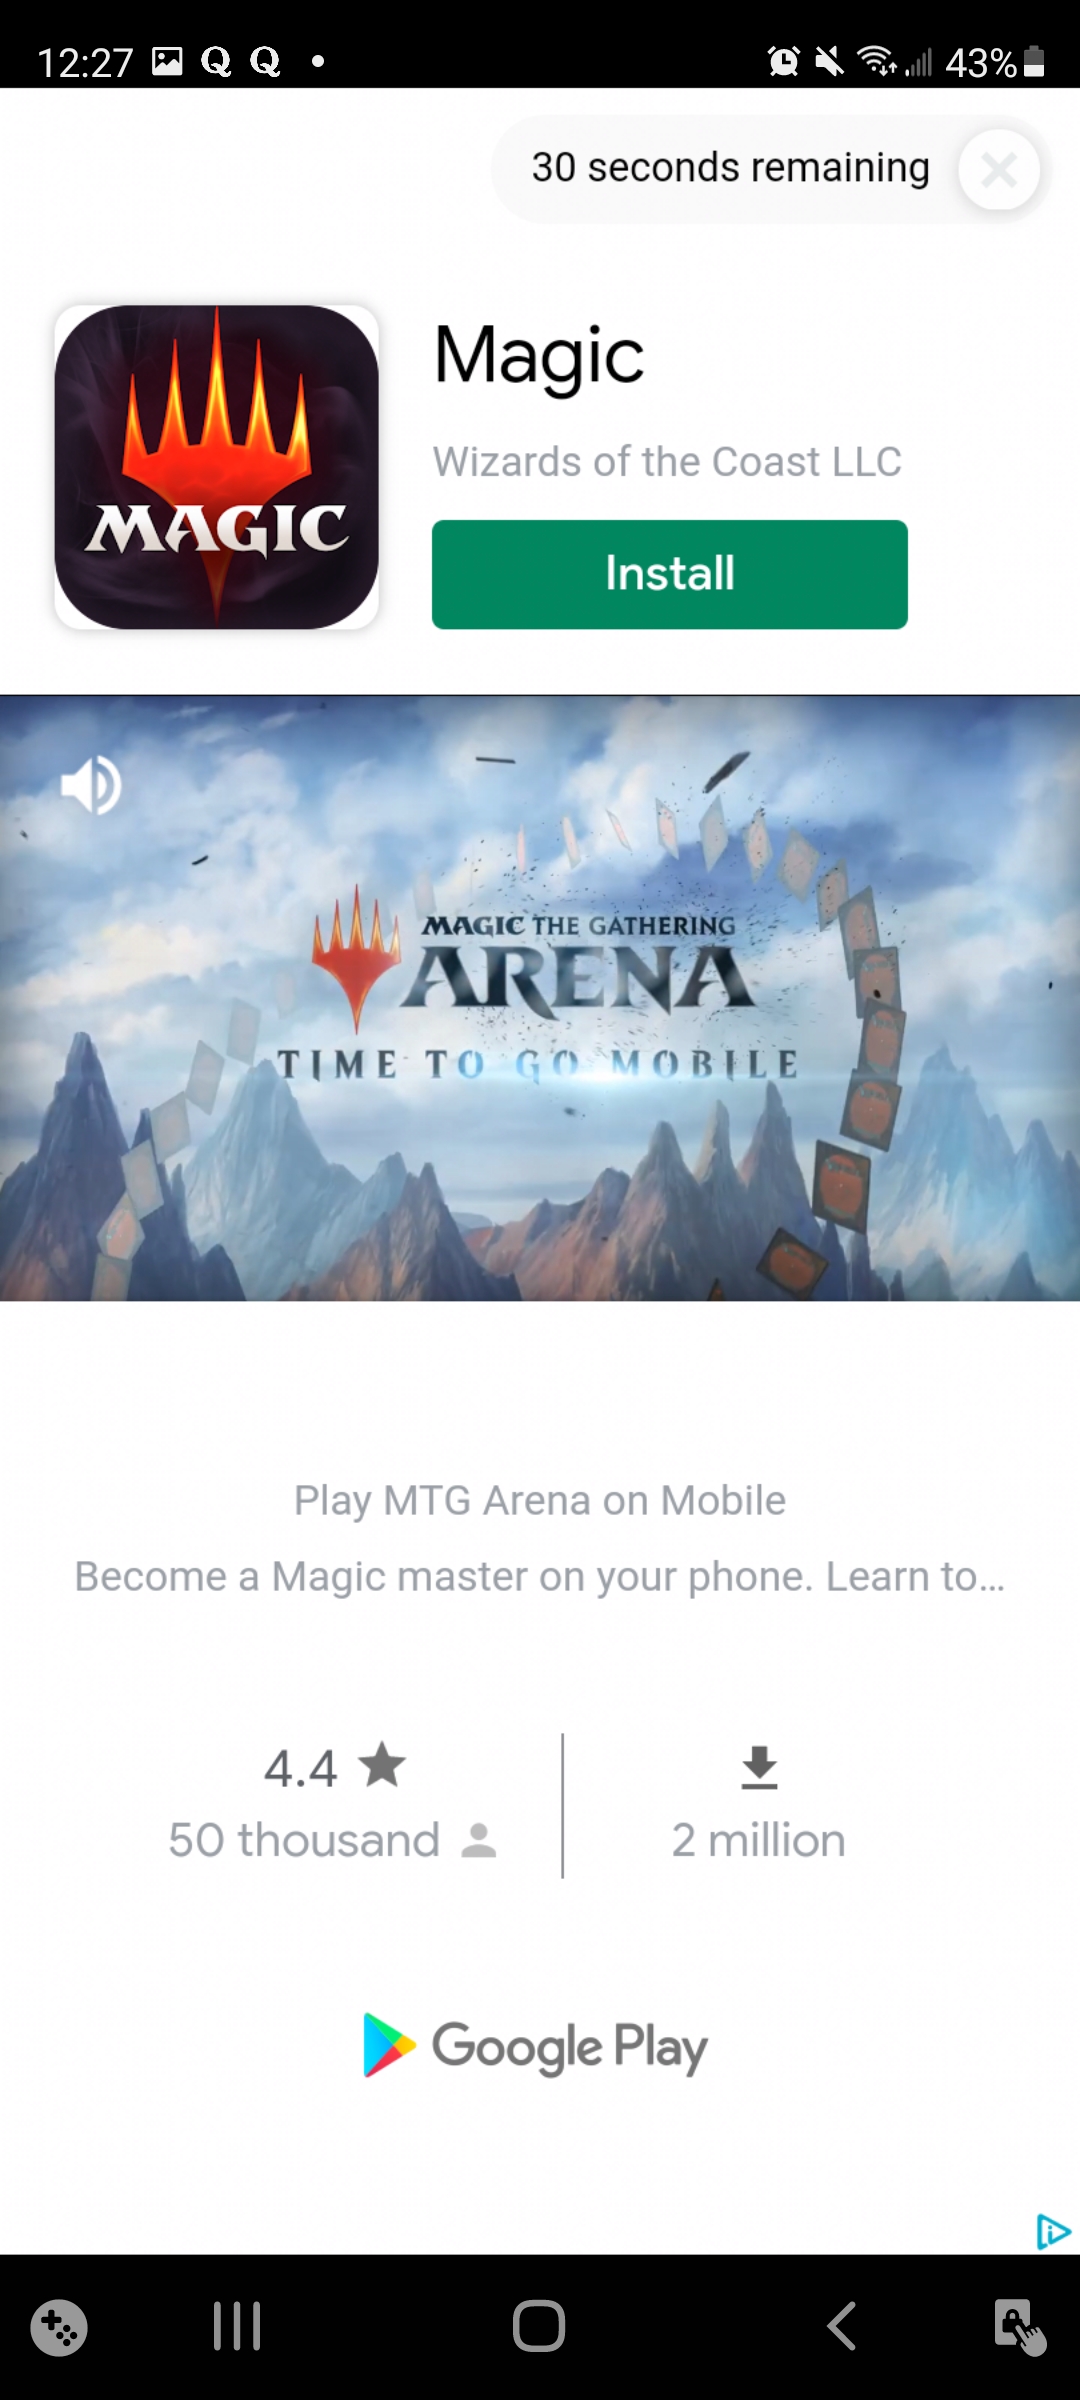 12:27
43%
30 seconds remaining
Magic
Wizards of the Coast LLC
MAGIC
Install
MAGIC THE GATHERING
ARENA
TIME TO GO MOBILE
Play MTG Arena on Mobile
Become a Magic master on your phone. Learn to...
4.4
50 thousand
2 million
Google Play